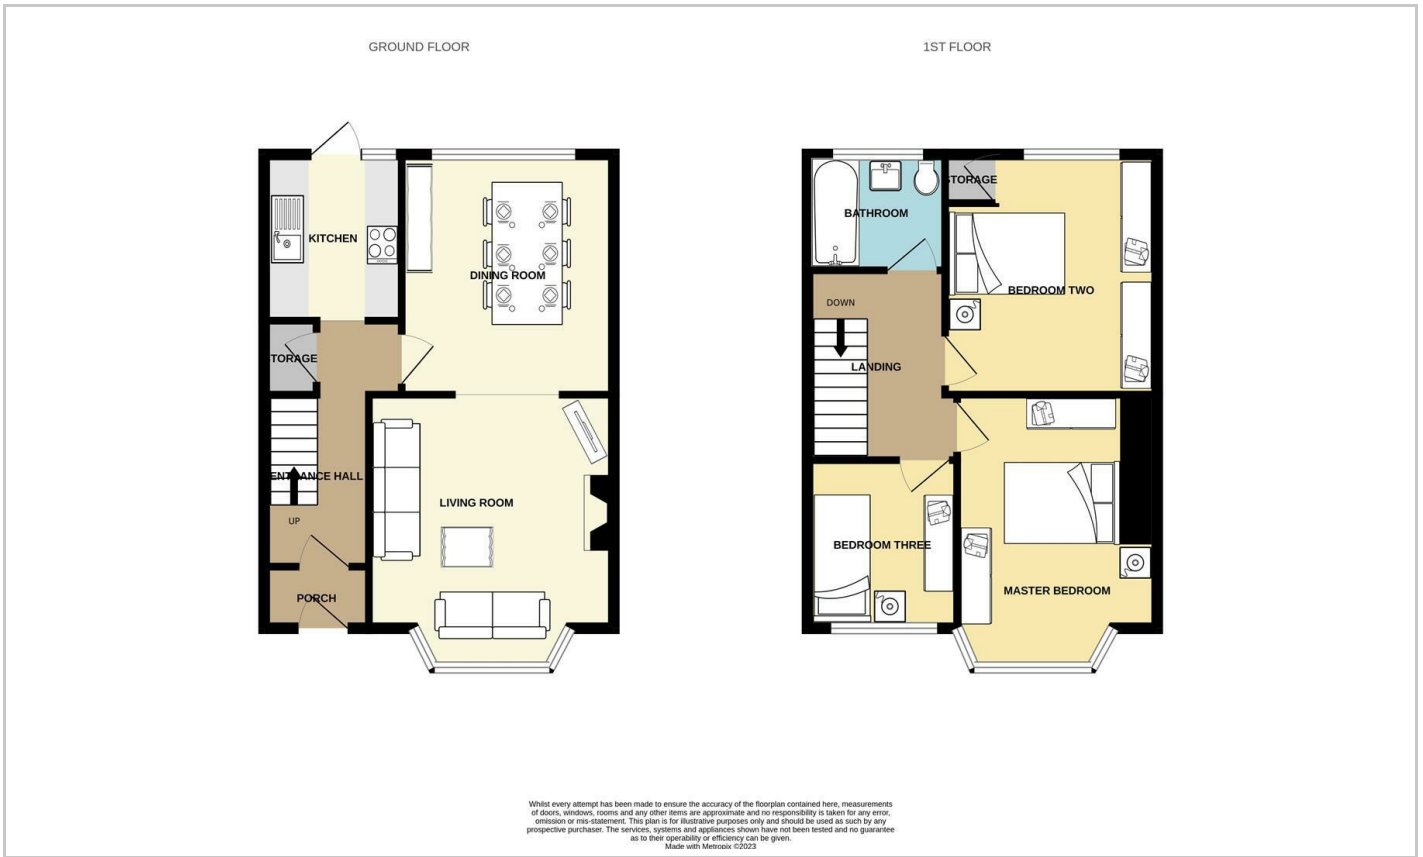 GROUND FLOOR
1ST FLOOR
KITCHEN
DINING ROOM
TORAGE
ENTRANCE HALL
UP
LIVING ROOM
PORCH
BATHROOM
STORAGE
BEDROOM TWO
DOWN
LANDING
BEDROOM THREE
MASTER BEDROOM
Whilst every attempt has been made to ensure the accuracy of the floorplan contained here, measurements
of doors, windows, rooms and any other items are approximate and no responsibility is taken for any error,
omission or mis-statement. This plan is for illustrative purposes only and should be used as such by any
prospective purchaser. The services, systems and appliances shown have not been tested and no guarantee
as to their operability or efficiency can be given.
Made with Metropix ©2023